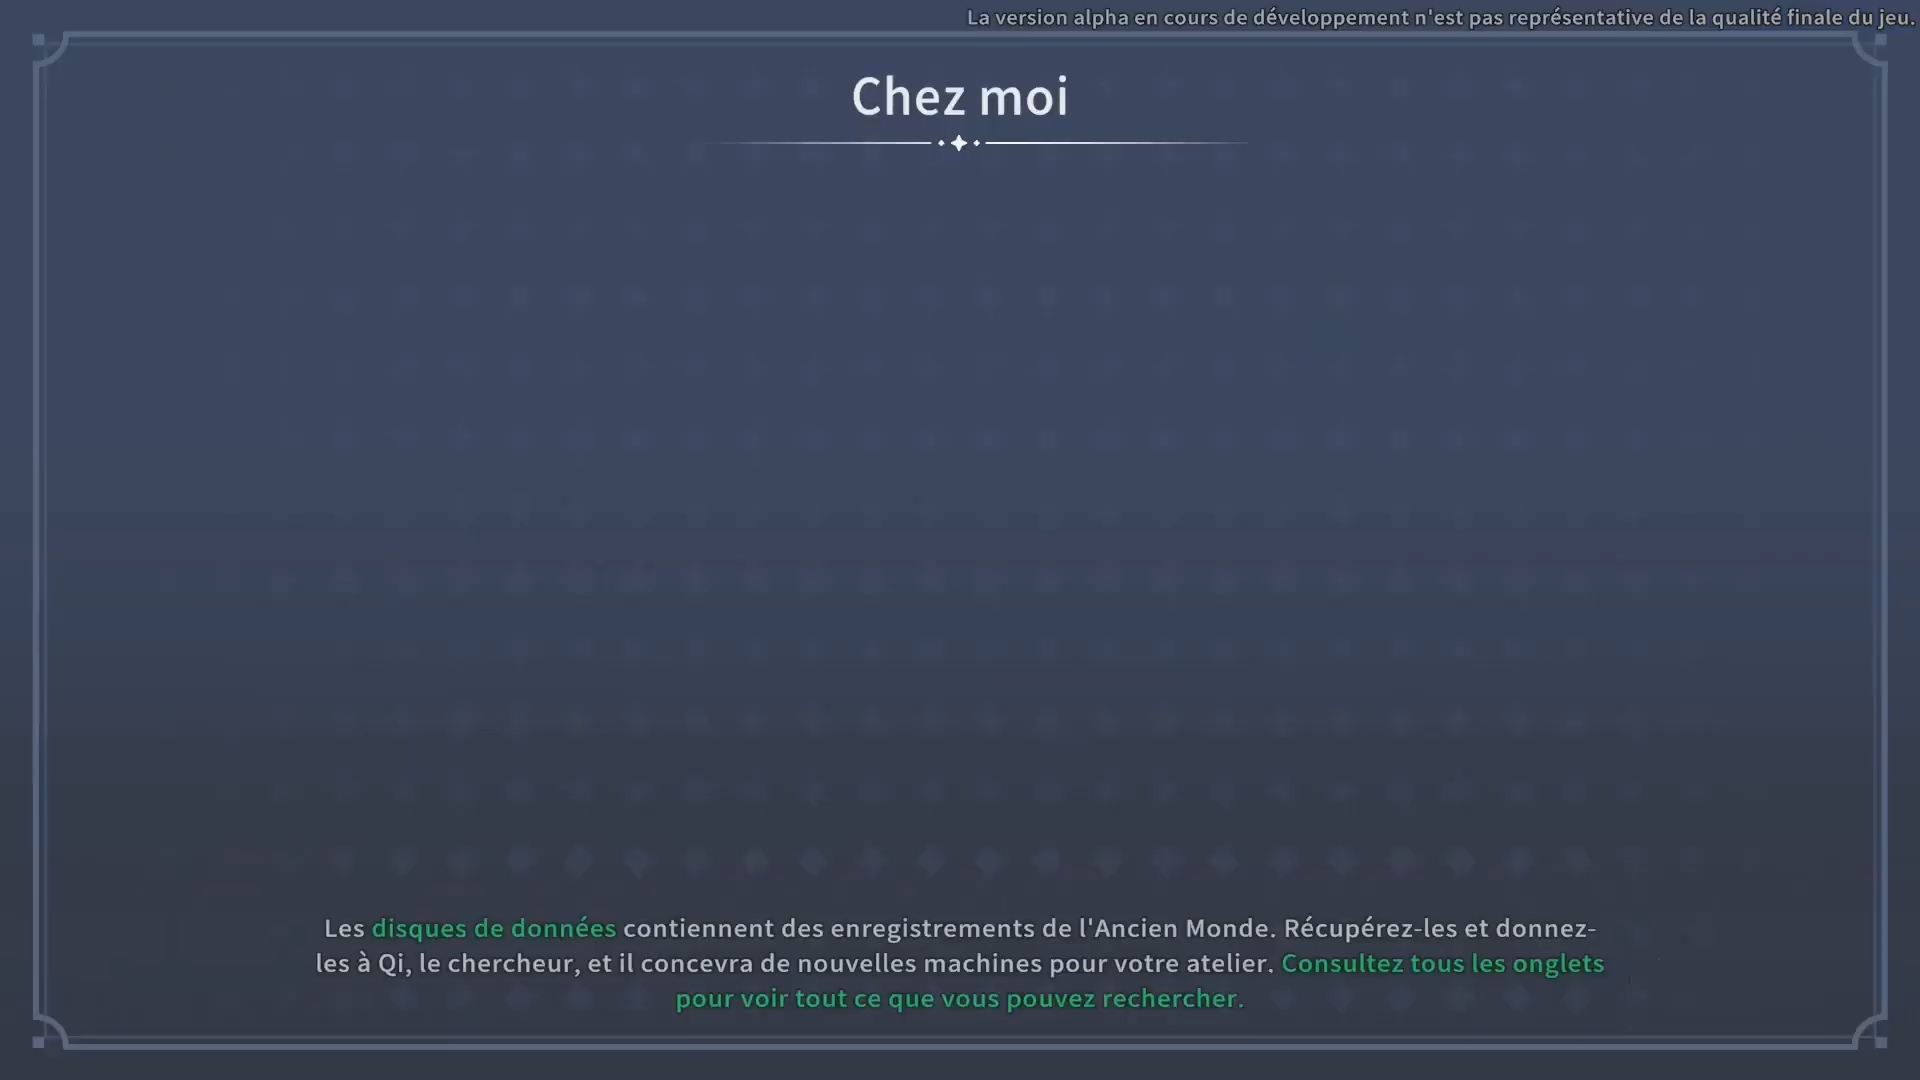 La version alpha en cours de développement n'est pas représentative de la qualité finale du jeu.
Chez moi
Les disques de données contiennent des enregistrements de l'Ancien Monde. Récupérez-les et donnez-
les à Qi, le chercheur, et il concevra de nouvelles machines pour votre atelier. Consultez tous les onglets
pour voir tout ce que vous pouvez rechercher.